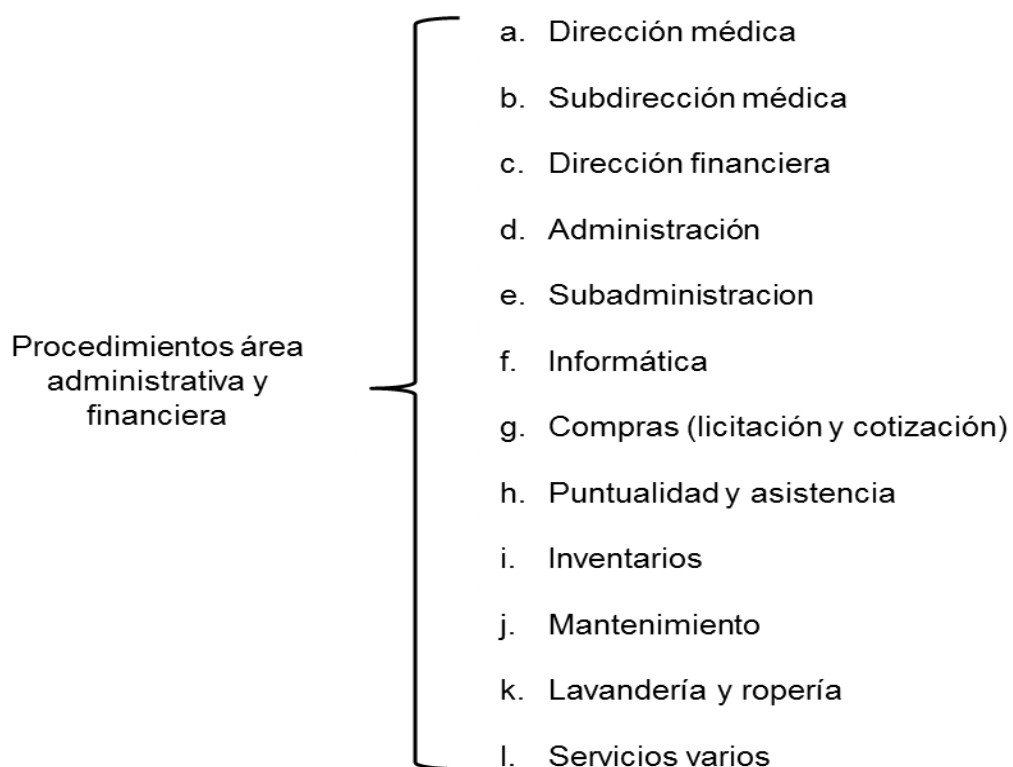 a. Dirección médica
b. Subdirección médica
c. Dirección financiera
d. Administración
e. Subadministracion
f. Informática
Procedimientos área
administrativa y
financiera
g. Compras (licitación y cotización)
h. Puntualidad y asistencia
i. Inventarios
j. Mantenimiento
k. Lavandería y ropería
l. Servicios varios